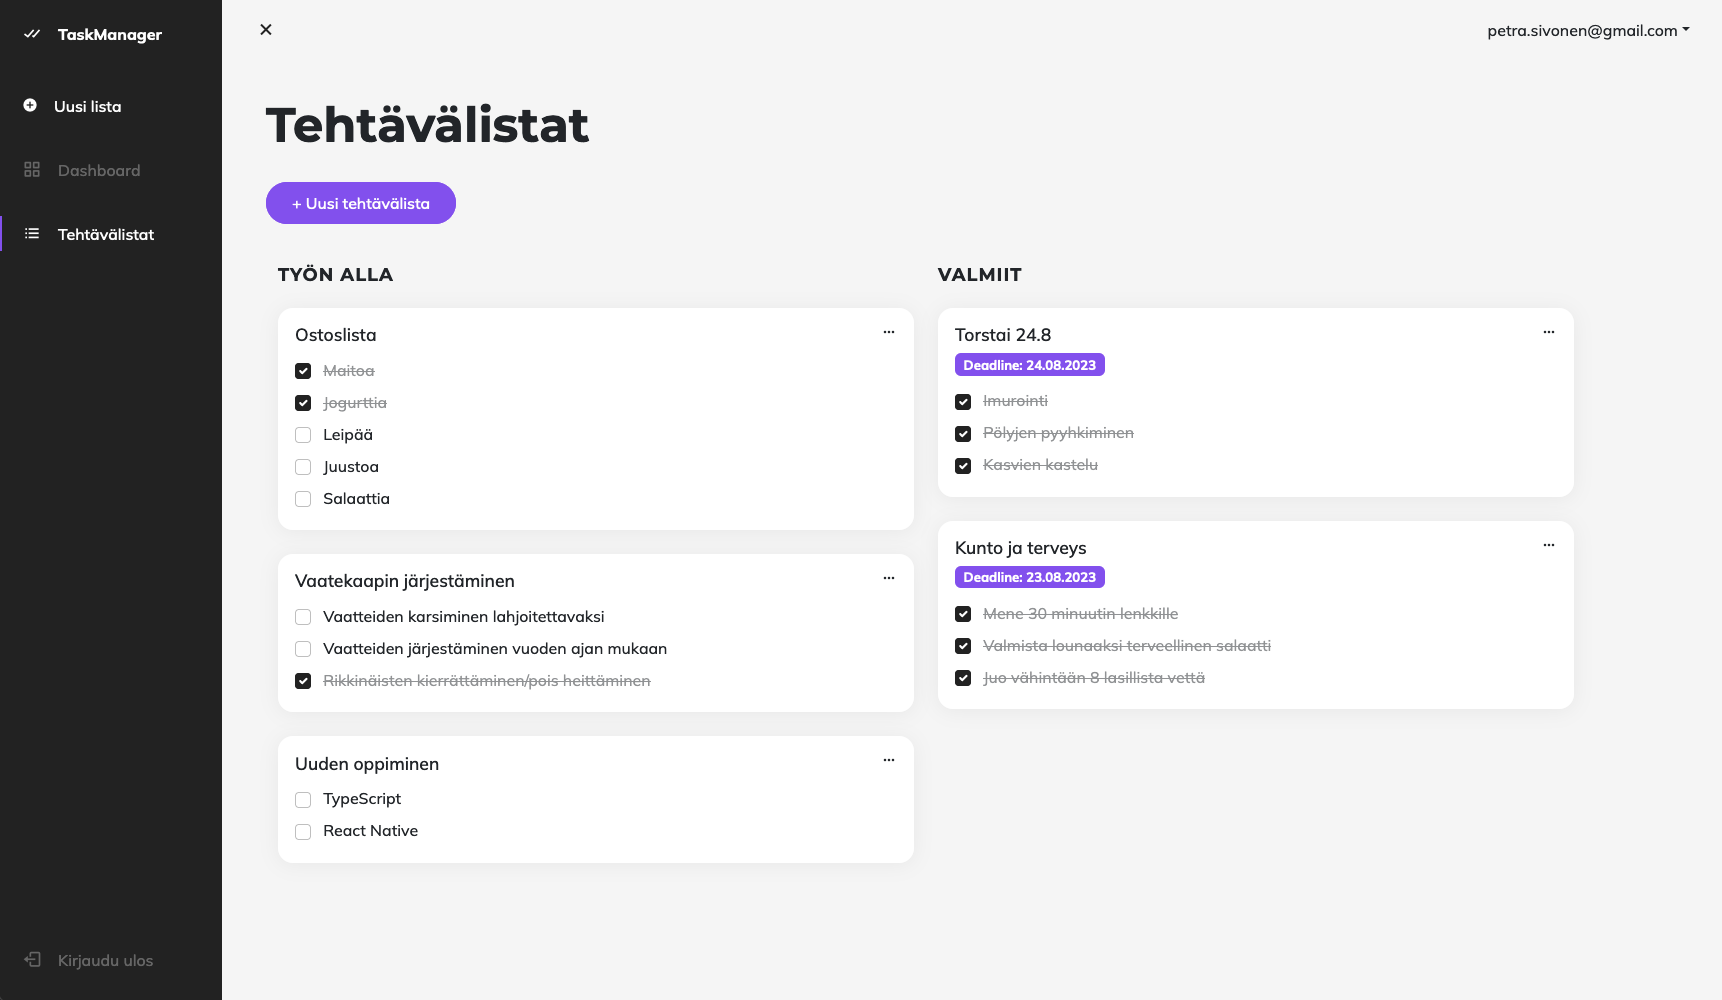 TaskManager
Uusi lista
Dashboard
Tehtävälistat
Kirjaudu ulos
petra.sivonen@gmail.com
Tehtävälistat
+ Uusi tehtävälista
TYÖN ALLA
Ostoslista
Maitoa
Jogurttia
Leipää
Juustoa
Salaattia
Vaatekaapin järjestäminen
Vaatteiden karsiminen lahjoitettavaksi
Vaatteiden järjestäminen vuoden ajan mukaan
Rikkinäisten kierrättäminen/pois heittäminen
Uuden oppiminen
TypeScript
React Native
VALMIIT
Torstai 24.8
Deadline: 24.08.2023
Imurointi
Pölyjen pyyhkiminen
Kasvien kastelu
Kunto ja terveys
Deadline: 23.08.2023
Mene 30 minuutin lenkkille
Valmista lounaaksi terveellinen salaatti
Juo vähintään 8 lasillista vettä